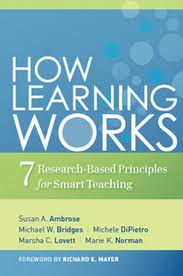 HOW
LEARNING
WORKS
7 Research-Based Principles
for Smart Teaching
Susan A. Ambrose
Michael W. Bridges | Michele DiPietro
Marsha C. Lovett | Marie K. Norman
FOREWORD BY RICHARD E. MAYER